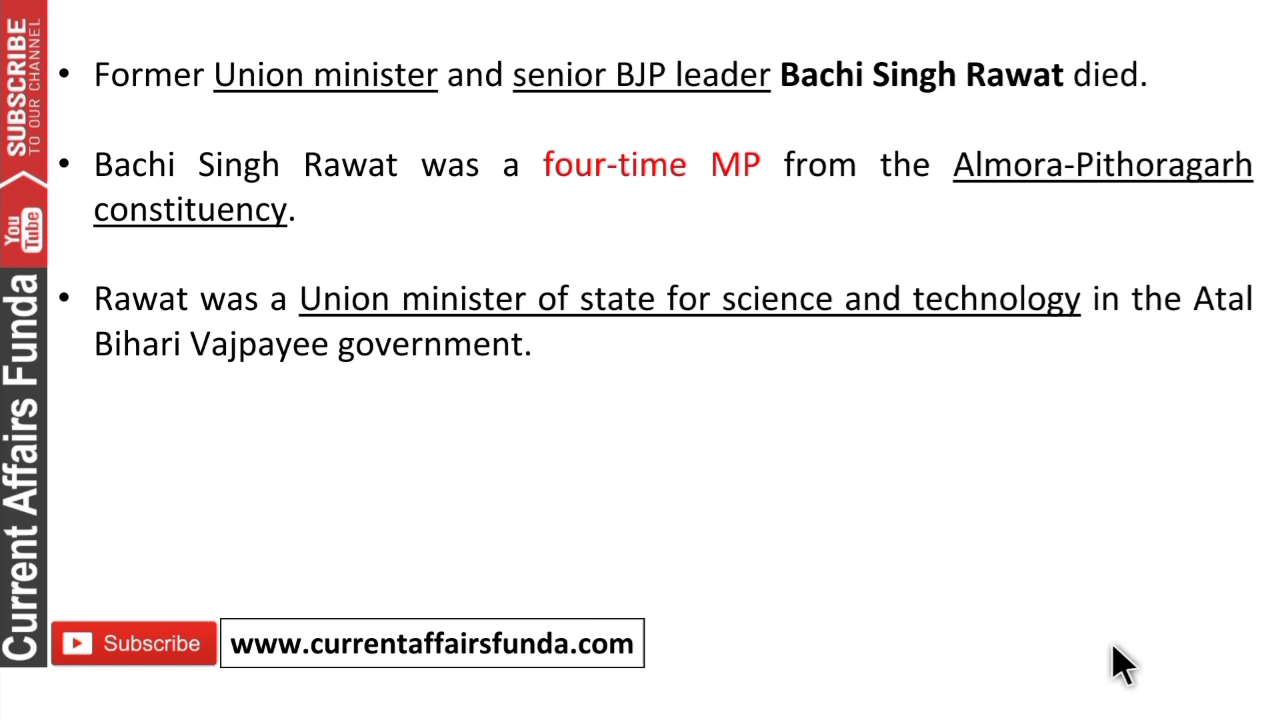 • Former Union minister and senior BJP leader Bachi Singh Rawat died.
• Bachi Singh Rawat was a four-time MP from the Almora-Pithoragarh
constituency.
• Rawat was a Union minister of state for science and technology in the Atal
Bihari Vajpayee government.
SUBSCRIBE
TO OUR CHANNEL
You
Tube
Current Affairs Funda
Subscribe
www.currentaffairsfunda.com